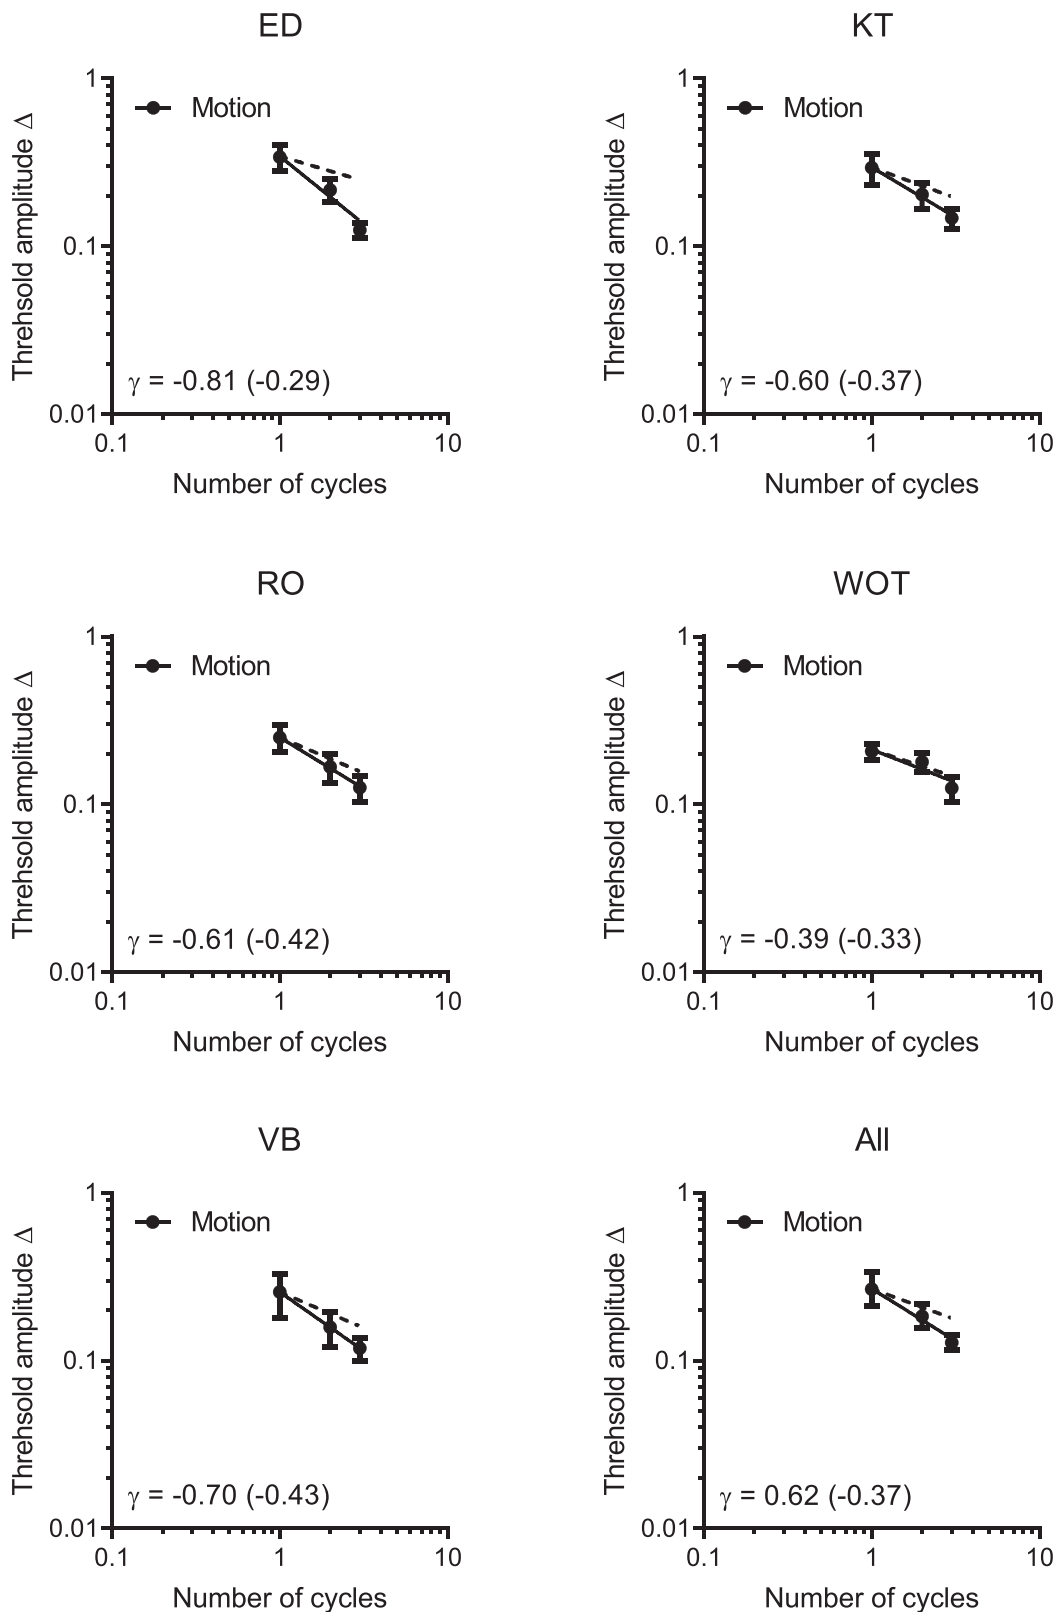 ED
Motion
Threhsold amplitude Δ
1
0.1
0.01
γ = -0.81 (-0.29)
0.1 1 10
Number of cycles
KT
Motion
Threhsold amplitude Δ
1
0.1
0.01
γ = -0.60 (-0.37)
0.1 1 10
Number of cycles
RO
Motion
Threhsold amplitude Δ
1
0.1
0.01
γ = -0.61 (-0.42)
0.1 1 10
Number of cycles
WOT
Motion
Threhsold amplitude Δ
1
0.1
0.01
γ = -0.39 (-0.33)
0.1 1 10
Number of cycles
VB
Motion
Threhsold amplitude Δ
1
0.1
0.01
γ = -0.70 (-0.43)
0.1 1 10
Number of cycles
All
Motion
Threhsold amplitude Δ
1
0.1
0.01
γ = 0.62 (-0.37)
0.1 1 10
Number of cycles